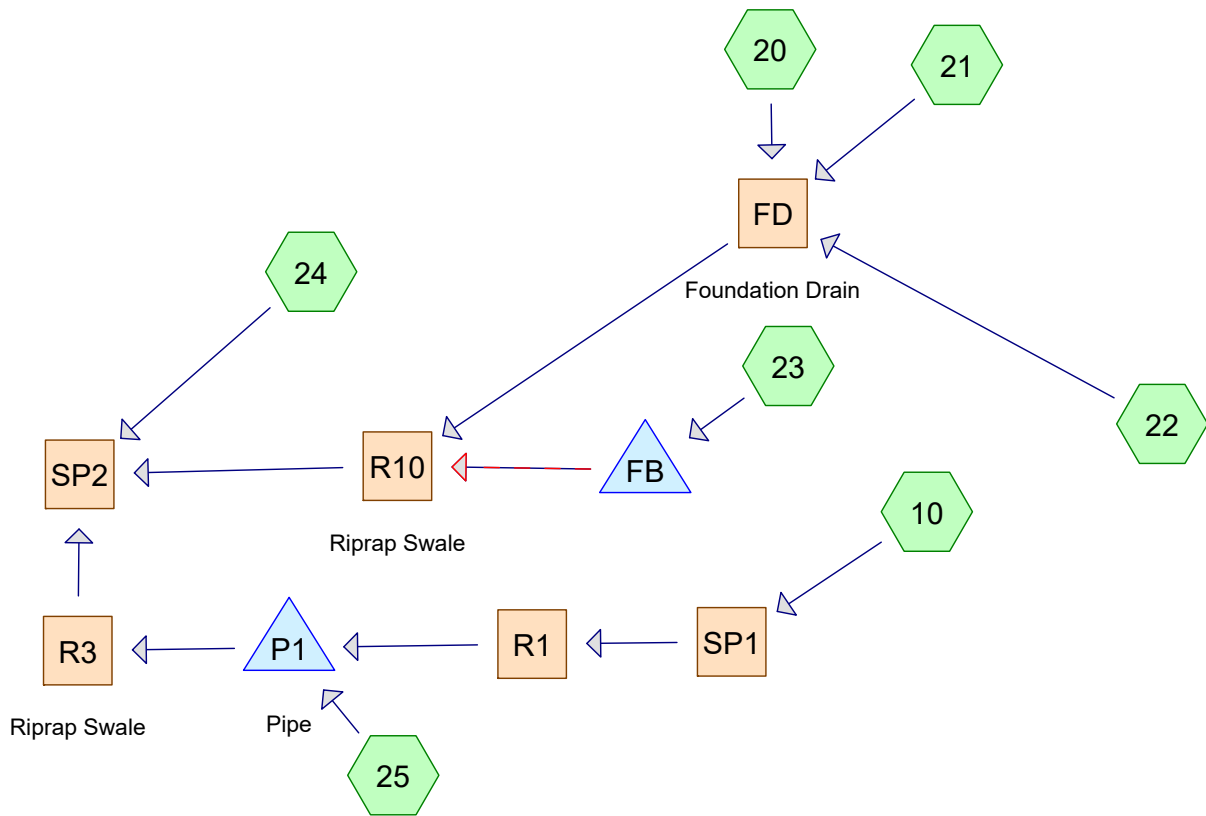 20
21
FD
Foundation Drain
24
23
22
SP2
R10
FB
Riprap Swale
10
R3
P1
R1
SP1
Riprap Swale
Pipe
25